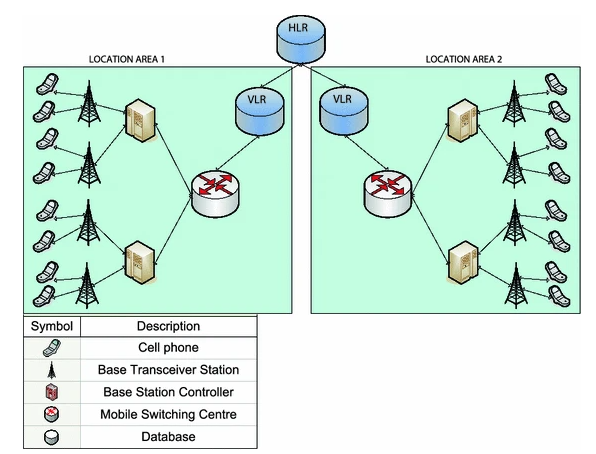 HLR
LOCATION AREA 1
LOCATION AREA 2
VLR
VLR
Symbol Description
Cell phone
Base Transceiver Station
Base Station Controller
Mobile Switching Centre
Database